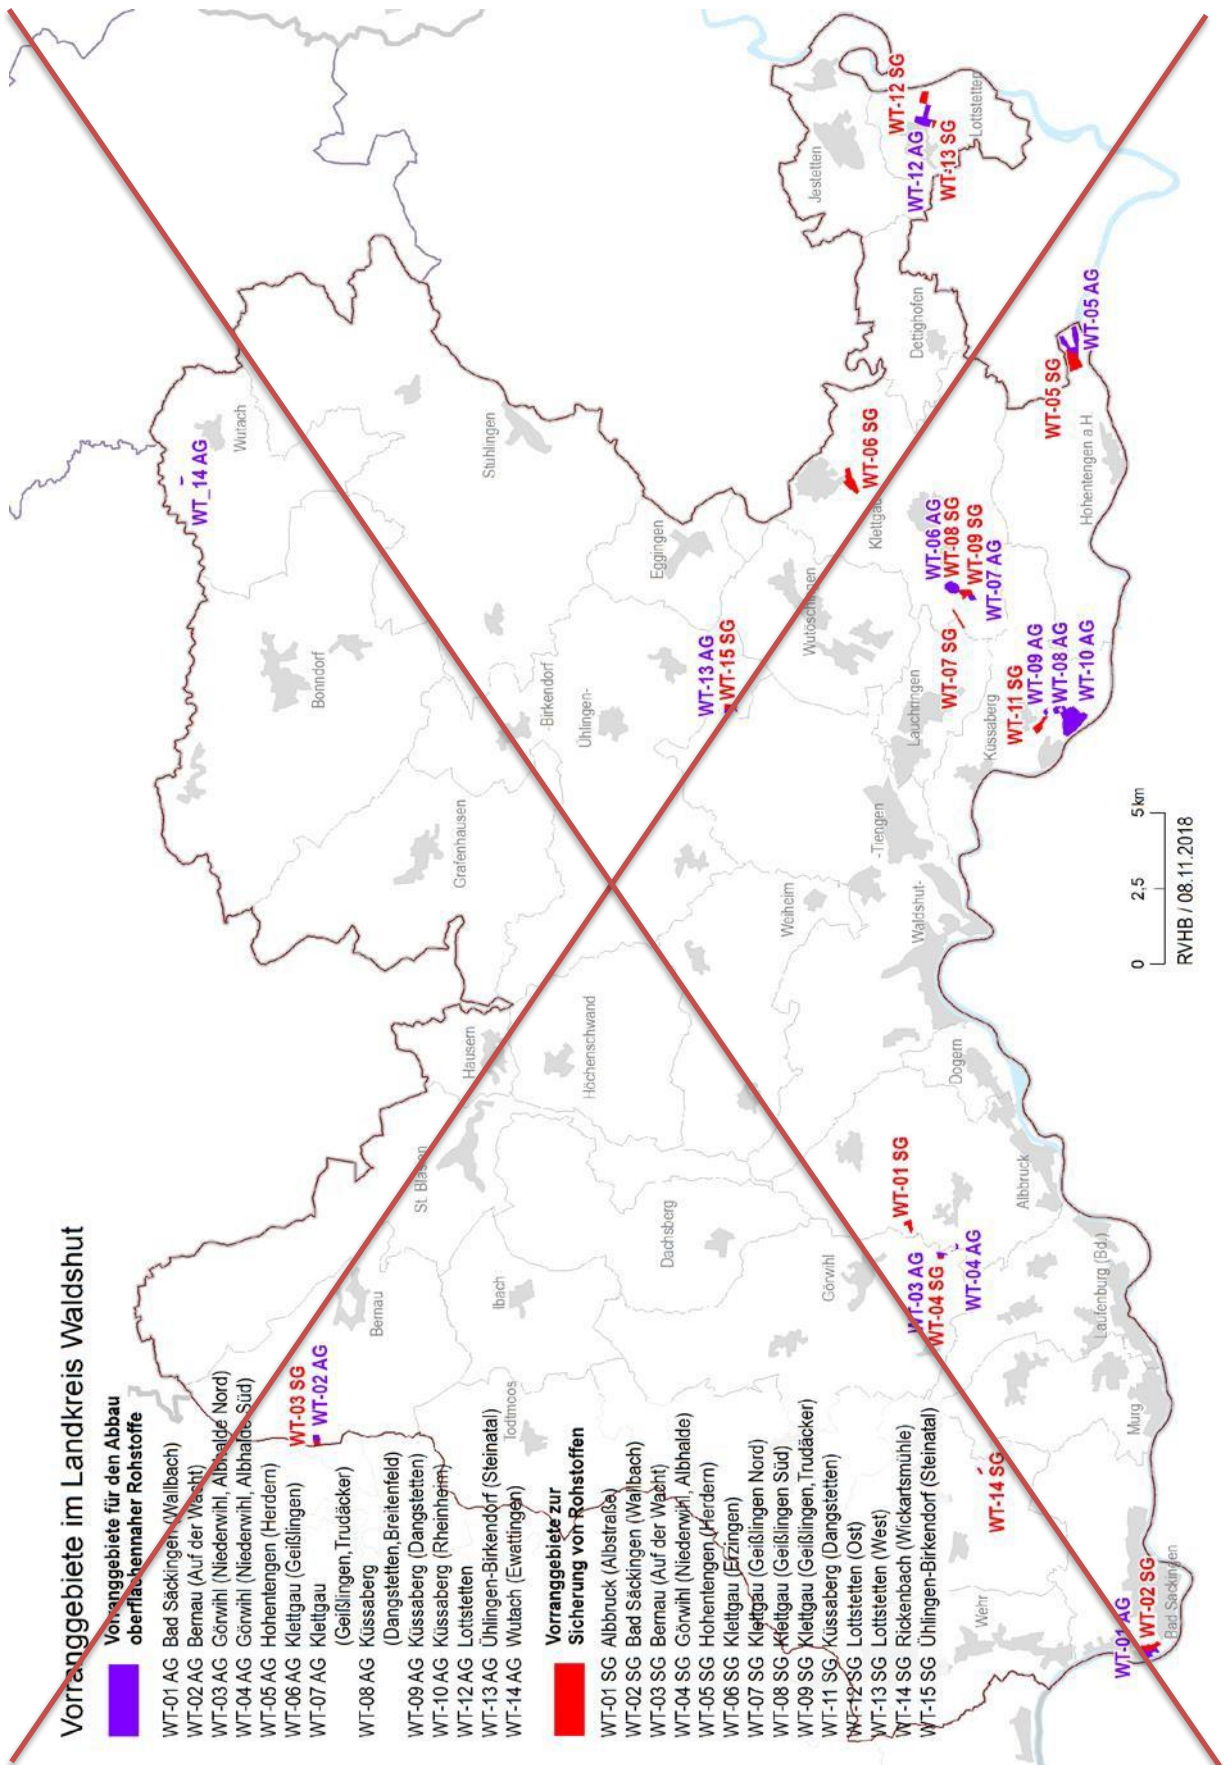 Vorranggebiete im Landkreis Waldshut
Vorranggebiete für den Abbau
oberflächennaher Rohstoffe
WT-01 AG Bad Säckingen (Wallbach)
WT-02 AG Bernau (Auf der Wacht)
WT-03 AG Görwihl (Niederwihl, Albhalde Nord)
WT-04 AG Görwihl (Niederwihl, Albhalde Süd)
WT-05 AG Hohentengen (Herdern)
WT-06 AG Klettgau (Geißlingen)
WT-07 AG Klettgau
(Geißlingen,Trudäcker)
WT-08 AG Küssaberg
(Dangstetten,Breitenfeld)
WT-09 AG Küssaberg (Dangstetten)
WT-10 AG Küssaberg (Rheinheim)
WT-12 AG Lottstetten
WT-13 AG Ühlingen-Birkendorf (Steinatal)
WT-14 AG Wutach (Ewattingen)
Vorranggebiete zur
Sicherung von Rohstoffen
WT-01 SG Albbruck (Albstraße)
WT-02 SG Bad Säckingen (Wallbach)
WT-03 SG Bernau (Auf der Wacht)
WT-04 SG Görwihl (Niederwihl, Albhalde)
WT-05 SG Hohentengen (Herdern)
WT-06 SG Klettgau (Erzingen)
WT-07 SG Klettgau (Geißlingen Nord)
WT-08 SG Klettgau (Geißlingen Süd)
WT-09 SG Klettgau (Geißlingen, Trudäcker)
WT-11 SG Küssaberg (Dangstetten)
WT-12 SG Lottstetten (Ost)
WT-13 SG Lottstetten (West)
WT-14 SG Rickenbach (Wickartsmühle)
WT-15 SG Ühlingen-Birkendorf (Steinatal)
WT_14 AG
Wutach
Bonndorf
Stühlingen
Grafenhausen
Ühlingen-
-Birkendorf
Eggingen
WT-13 AG
WT-15 SG
Häusern
Höchenschwand
St. Blasien
Bernau
WT-03 SG
WT-02 AG
Ibach
Todtmoos
Dachsberg
Weilheim
Wutöschingen
Klettgau
WT-06 SG
Jestetten
WT-12 SG
WT-12 AG
WT-13 SG
Lottstetten
Dettighofen
WT-05 SG
WT-05 AG
Hohentengen a.H.
WT-06 AG
WT-08 SG
WT-09 SG
WT-07 AG
WT-07 SG
Lauchringen
Küssaberg
WT-11 SG
WT-09 AG
WT-08 AG
WT-10 AG
-Tiengen
Waldshut-
Dogern
Albbruck
Görwihl
WT-01 SG
WT-03 AG
WT-04 SG
WT-04 AG
Laufenburg (Bd.)
Murg
WT-14 SG
Wehr
WT-01 AG
WT-02 SG
Bad Säckingen
0 2,5 5 km
RVHB / 08.11.2018